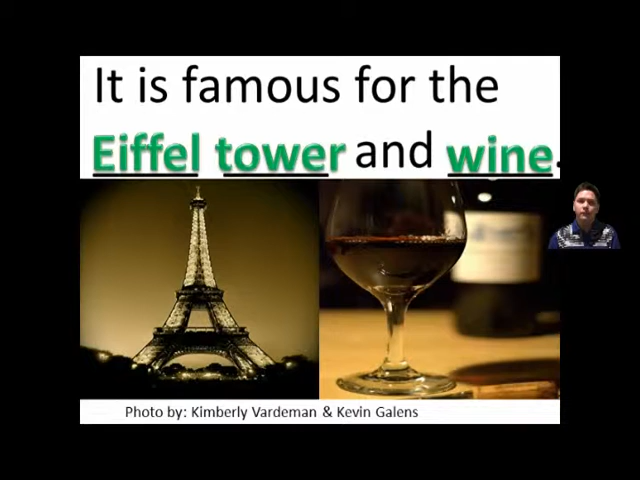 It is famous for the
Eiffel tower and wine.
Photo by: Kimberly Vardeman & Kevin Galens